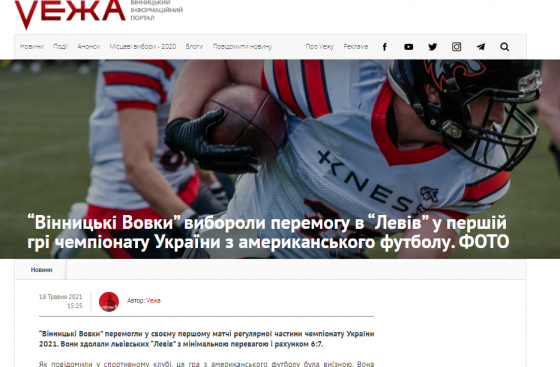 VЕЖА
ВІННИЦЬКИЙ
ІНФОРМАЦІЙНИЙ
ПОРТАЛ
Новини Події Анонси Місцеві вибори - 2020 Блоги Повідомити новину Про Vежу Реклама
KNESS
“Вінницькі Вовки” вибороли перемогу в “Левів” у першій
грі чемпіонату України з американського футболу. ФОТО
Новини
18 Травня 2021
15:25
Автор: Vежа
“Вінницькі Вовки” перемогли у своєму першому матчі регулярної частини чемпіонату України
2021. Вони здолали львівських “Левів” з мінімальною перевагою і рахунком 6:7.
Як повідомили у спортивному клубі, ця гра з американського футболу була виїзною. Вона